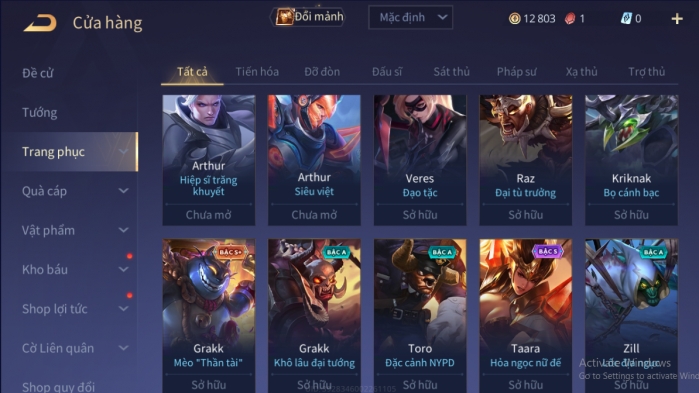 Cửa hàng
Đổi mảnh
Mặc định
12 803
1
0
Đề cử
Tướng
Trang phục
Quà cáp
Vật phẩm
Kho báu
Shop lợi tức
Cờ Liên quân
Shop quy đổi
Tất cả
Tiến hóa
Đỡ đòn
Đấu sĩ
Sát thủ
Pháp sư
Xạ thủ
Trợ thủ
Arthur
Hiệp sĩ trăng
khuyết
Chưa mở
Arthur
Siêu việt
Chưa mở
Veres
Đạo tặc
Sở hữu
Raz
Đại tù trưởng
Sở hữu
Kriknak
Bọ cánh bạc
Sở hữu
BẬC S+
Grakk
Mèo "Thần tài"
Sở hữu
BẬC A
Grakk
Khô lâu đại tướng
Sở hữu
BẬC A
Toro
Đặc cảnh NYPD
Sở hữu
BẬC S
Taara
Hỏa ngọc nữ đế
Sở hữu
BẬC A
Zill
Lốc địa ngục
Sở hữu
Activate Windows
Go to Settings to activate Wind